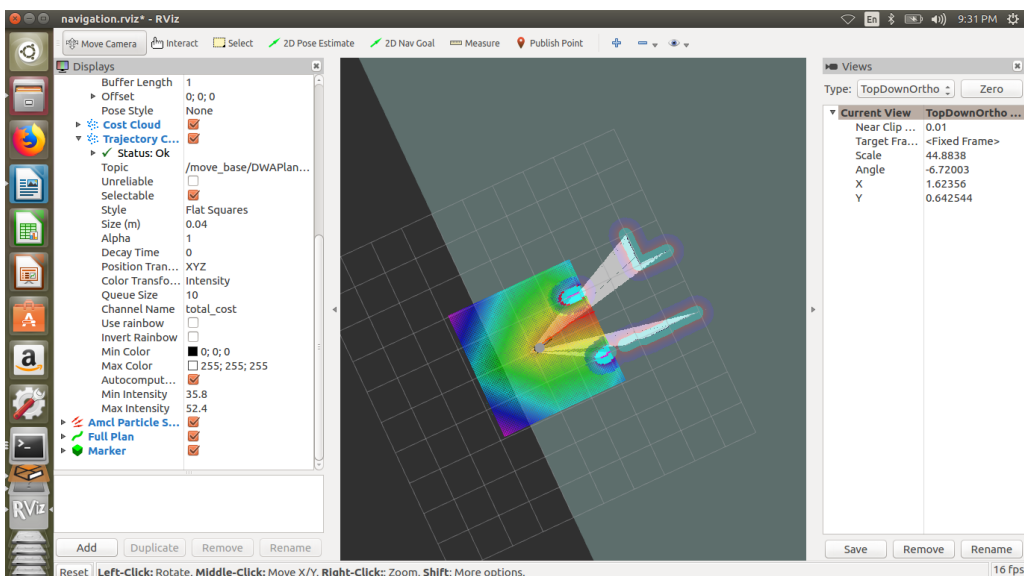 navigation.rviz* - RViz
En
9:31 PM
Move Camera
Interact
Select
2D Pose Estimate
2D Nav Goal
Measure
Publish Point
Displays
Buffer Length 1
Offset 0; 0; 0
Pose Style None
Cost Cloud
Trajectory C...
Status: Ok
Topic /move_base/DWAPlan...
Unreliable
Selectable
Style Flat Squares
Size (m) 0.04
Alpha 1
Decay Time 0
Position Tran... XYZ
Color Transfo... Intensity
Queue Size 10
Channel Name total_cost
Use rainbow
Invert Rainbow
Min Color 0; 0; 0
Max Color 255; 255; 255
Autocomput...
Min Intensity 35.8
Max Intensity 52.4
Amcl Particle S...
Full Plan
Marker
Add
Duplicate
Remove
Rename
Reset
Left-Click: Rotate. Middle-Click: Move X/Y. Right-Click:: Zoom. Shift: More options.
Views
Type: TopDownOrtho
Zero
Current View TopDownOrtho ...
Near Clip ... 0.01
Target Fra... <Fixed Frame>
Scale 44.8838
Angle -6.72003
X 1.62356
Y 0.642544
Save
Remove
Rename
16 fps
A
a
>_
RViz